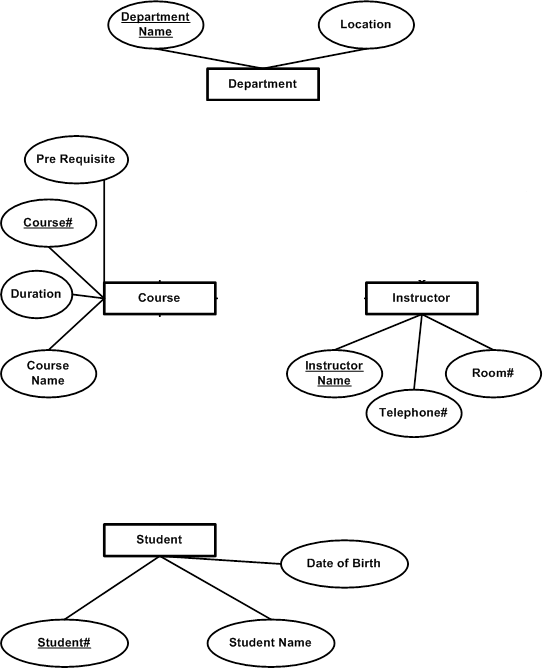 Department
Name
Location
Department
Pre Requisite
Course#
Duration
Course
Instructor
Course
Name
Instructor
Name
Room#
Telephone#
Student
Date of Birth
Student#
Student Name